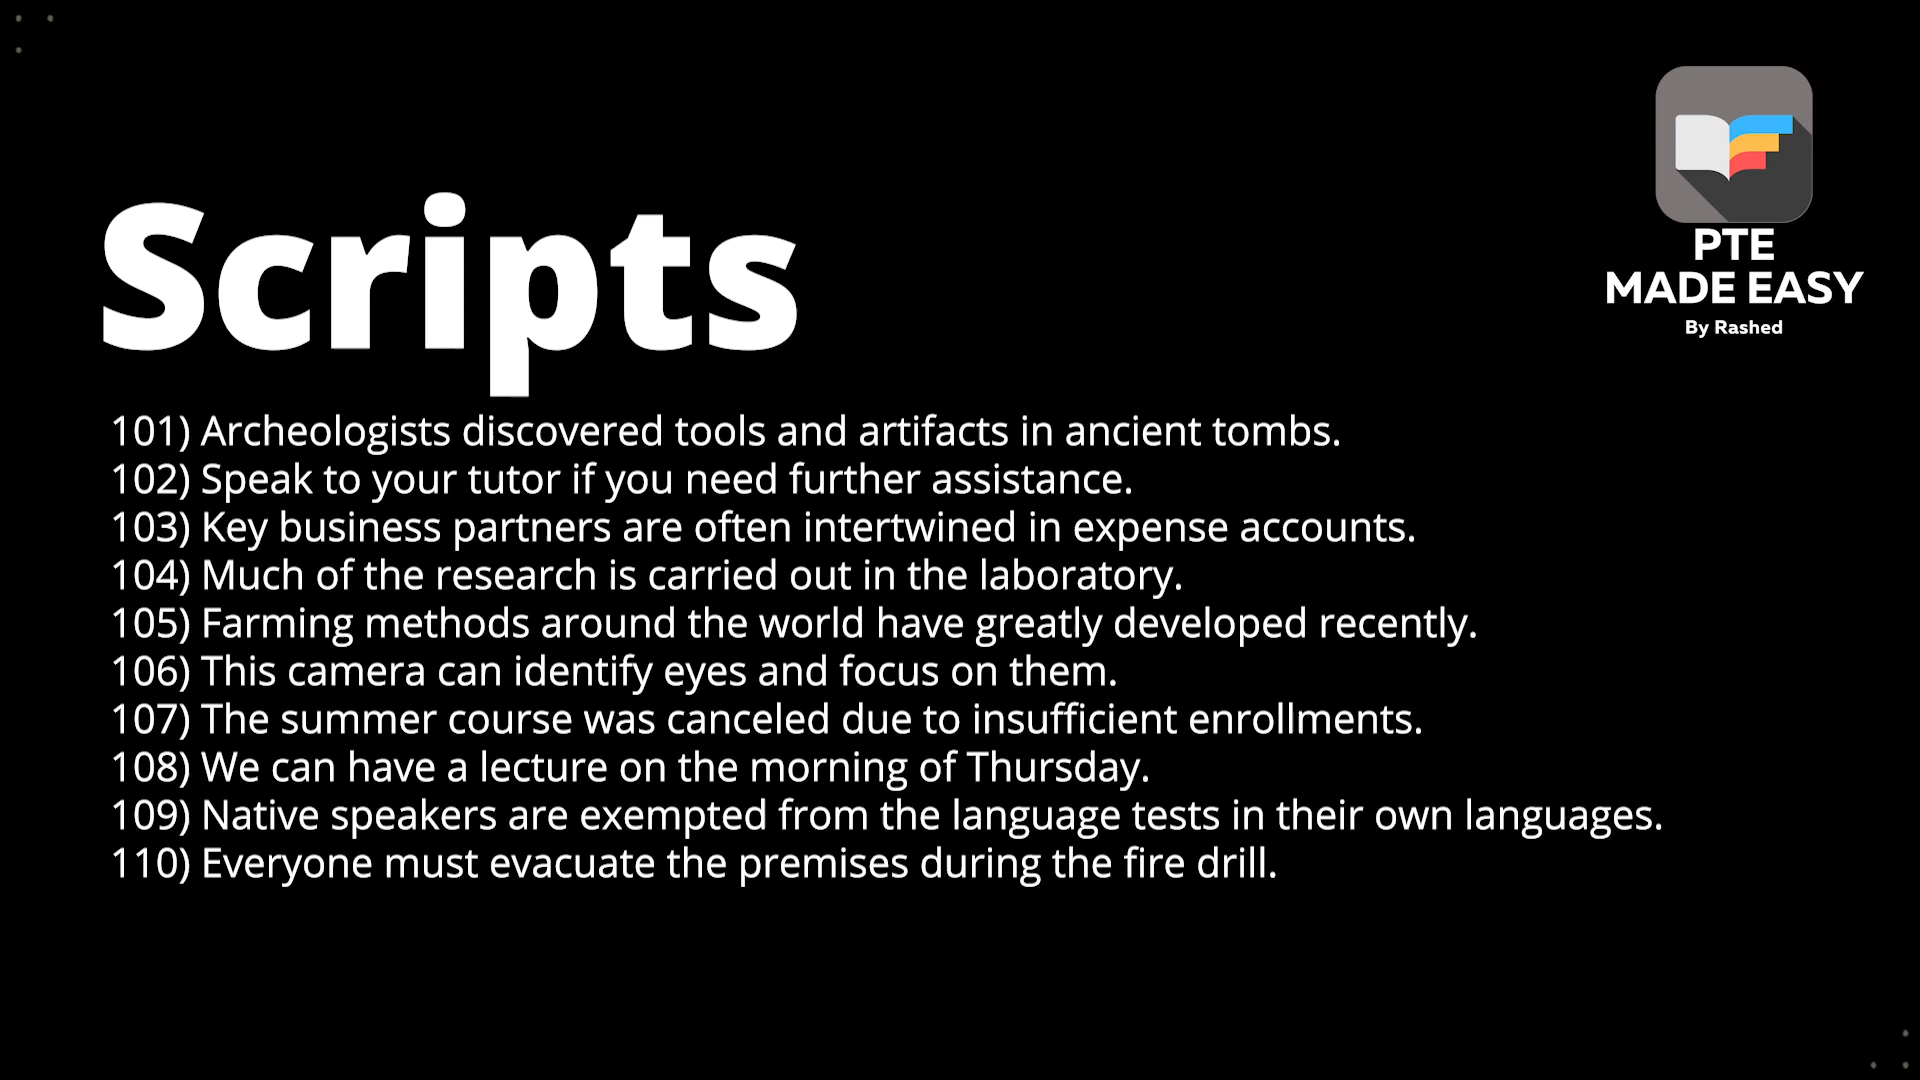 Scripts
PTE
MADE EASY
By Rashed
101) Archeologists discovered tools and artifacts in ancient tombs.
102) Speak to your tutor if you need further assistance.
103) Key business partners are often intertwined in expense accounts.
104) Much of the research is carried out in the laboratory.
105) Farming methods around the world have greatly developed recently.
106) This camera can identify eyes and focus on them.
107) The summer course was canceled due to insufficient enrollments.
108) We can have a lecture on the morning of Thursday.
109) Native speakers are exempted from the language tests in their own languages.
110) Everyone must evacuate the premises during the fire drill.